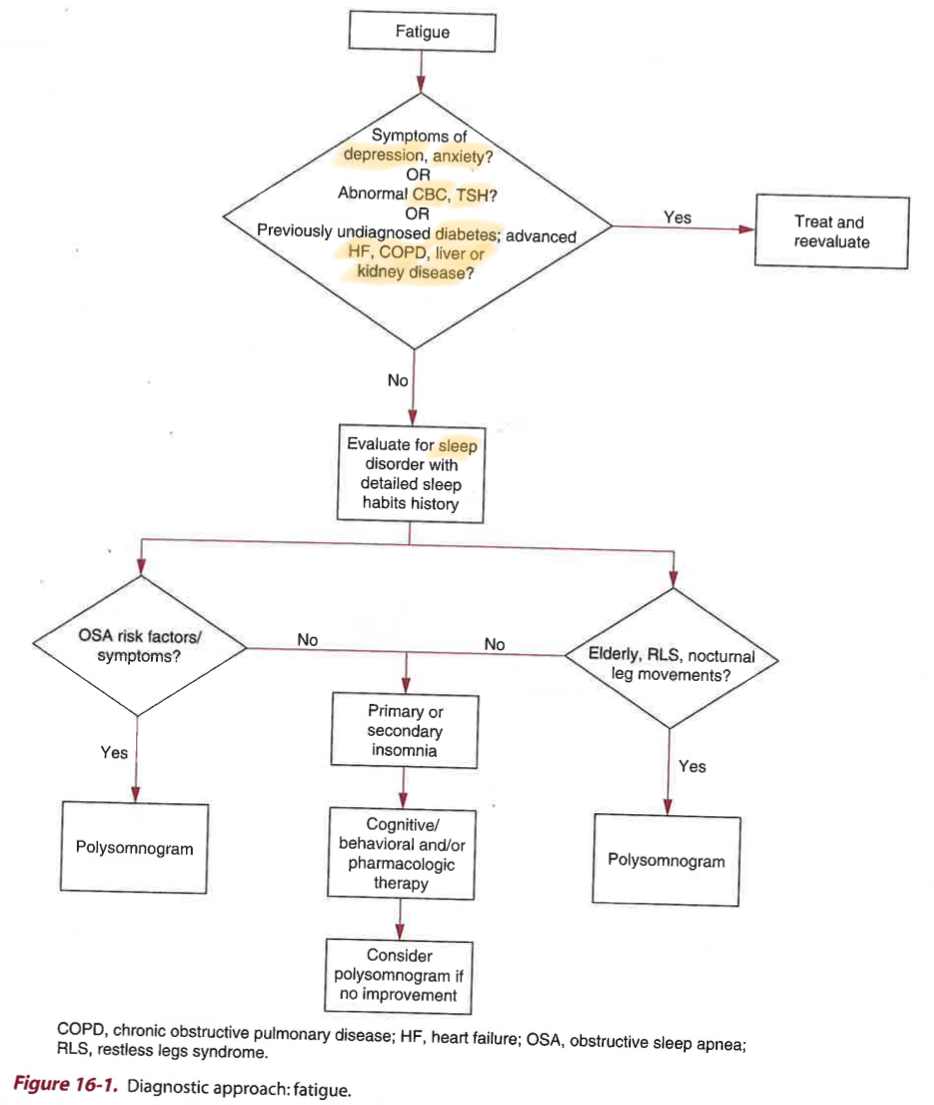 Fatigue
Symptoms of
depression, anxiety?
OR
Abnormal CBC, TSH?
OR
Previously undiagnosed diabetes; advanced
HF, COPD, liver or
kidney disease?
Yes
Treat and
reevaluate
No
Evaluate for sleep
disorder with
detailed sleep
habits history
OSA risk factors/
symptoms?
No
No
Elderly, RLS, nocturnal
leg movements?
Primary or
secondary
insomnia
Yes
Yes
Polysomnogram
Cognitive/
behavioral and/or
pharmacologic
therapy
Polysomnogram
Consider
polysomnogram if
no improvement
COPD, chronic obstructive pulmonary disease; HF, heart failure; OSA, obstructive sleep apnea;
RLS, restless legs syndrome.
Figure 16-1. Diagnostic approach: fatigue.